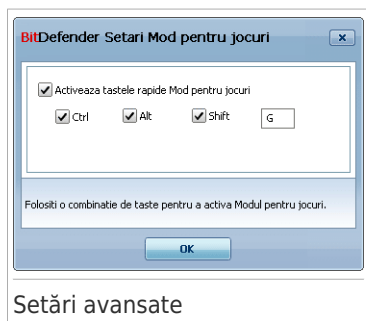 BitDefender Setari Mod pentru jocuri
Activeaza tastele rapide Mod pentru jocuri
Ctrl Alt Shift G
Folositi o combinatie de taste pentru a activa Modul pentru jocuri.
OK
Setări avansate